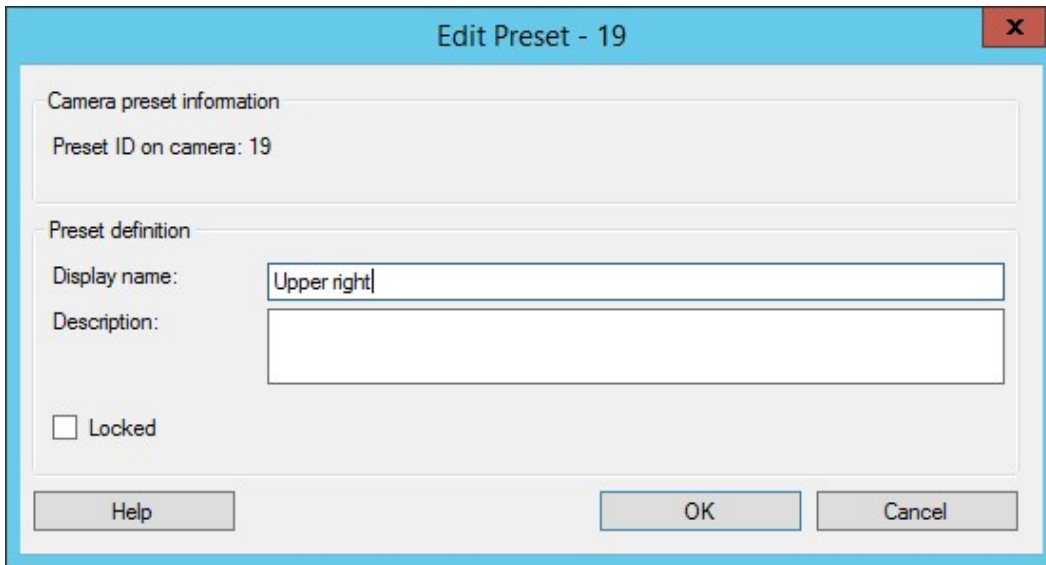 Edit Preset - 19
x
Camera preset information
Preset ID on camera: 19
Preset definition
Display name:
Upper right
Description:
Locked
Help
OK
Cancel